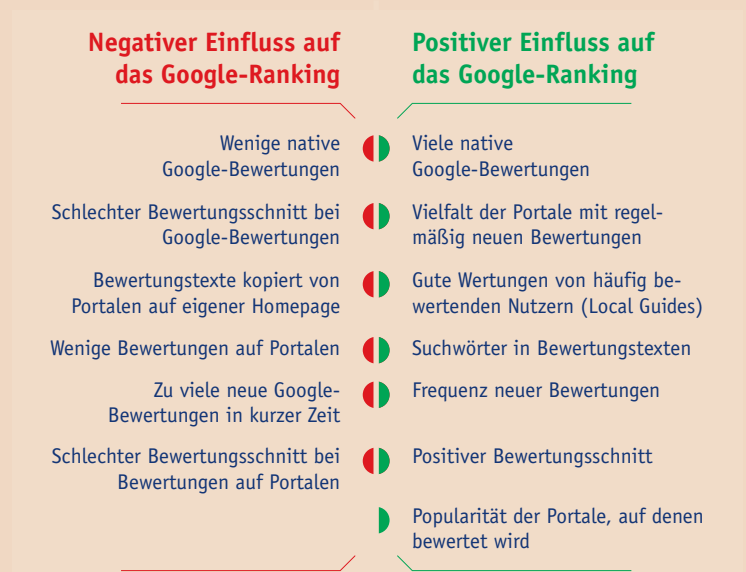 Negativer Einfluss auf
das Google-Ranking
Wenige native
Google-Bewertungen
Schlechter Bewertungsschnitt bei
Google-Bewertungen
Bewertungstexte kopiert von
Portalen auf eigener Homepage
Wenige Bewertungen auf Portalen
Zu viele neue Google-
Bewertungen in kurzer Zeit
Schlechter Bewertungsschnitt bei
Bewertungen auf Portalen
Positiver Einfluss auf
das Google-Ranking
Viele native
Google-Bewertungen
Vielfalt der Portale mit regel-
mäßig neuen Bewertungen
Gute Wertungen von häufig be-
wertenden Nutzern (Local Guides)
Suchwörter in Bewertungstexten
Frequenz neuer Bewertungen
Positiver Bewertungsschnitt
Popularität der Portale, auf denen
bewertet wird